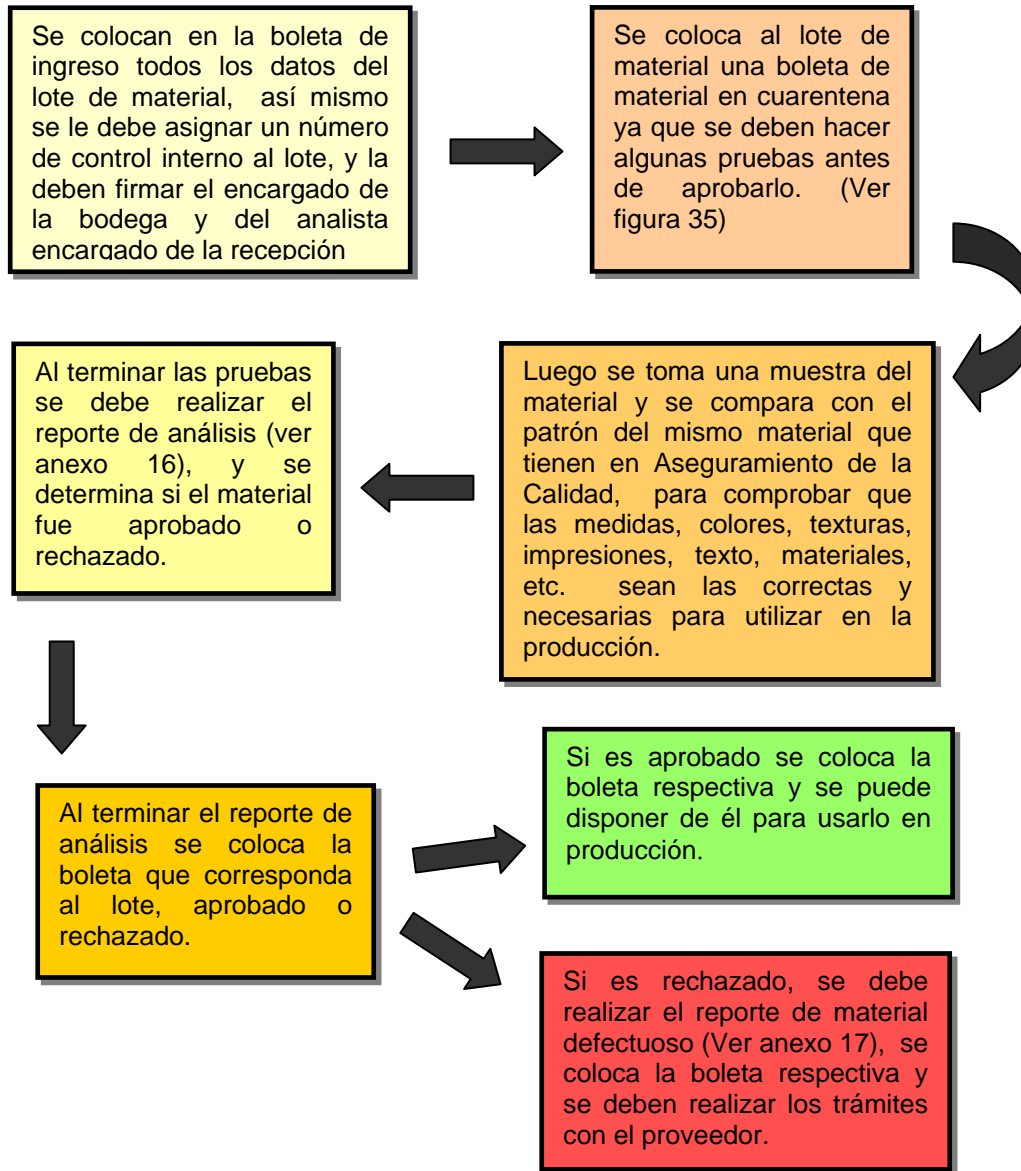 Se colocan en la boleta de
ingreso todos los datos del
lote de material, así mismo
se le debe asignar un número
de control interno al lote, y la
deben firmar el encargado de
la bodega y del analista
encargado de la recepción
Se coloca al lote de
material una boleta de
material en cuarentena
ya que se deben hacer
algunas pruebas antes
de aprobarlo. (Ver
figura 35)
Luego se toma una muestra del
material y se compara con el
patrón del mismo material que
tienen en Aseguramiento de la
Calidad, para comprobar que
las medidas, colores, texturas,
impresiones, texto, materiales,
etc. sean las correctas y
necesarias para utilizar en la
producción.
Al terminar las pruebas
se debe realizar el
reporte de análisis (ver
anexo 16), y se
determina si el material
fue aprobado o
rechazado.
Al terminar el reporte de
análisis se coloca la
boleta que corresponda
al lote, aprobado o
rechazado.
Si es aprobado se coloca la
boleta respectiva y se puede
disponer de él para usarlo en
producción.
Si es rechazado, se debe
realizar el reporte de material
defectuoso (Ver anexo 17), se
coloca la boleta respectiva y
se deben realizar los trámites
con el proveedor.